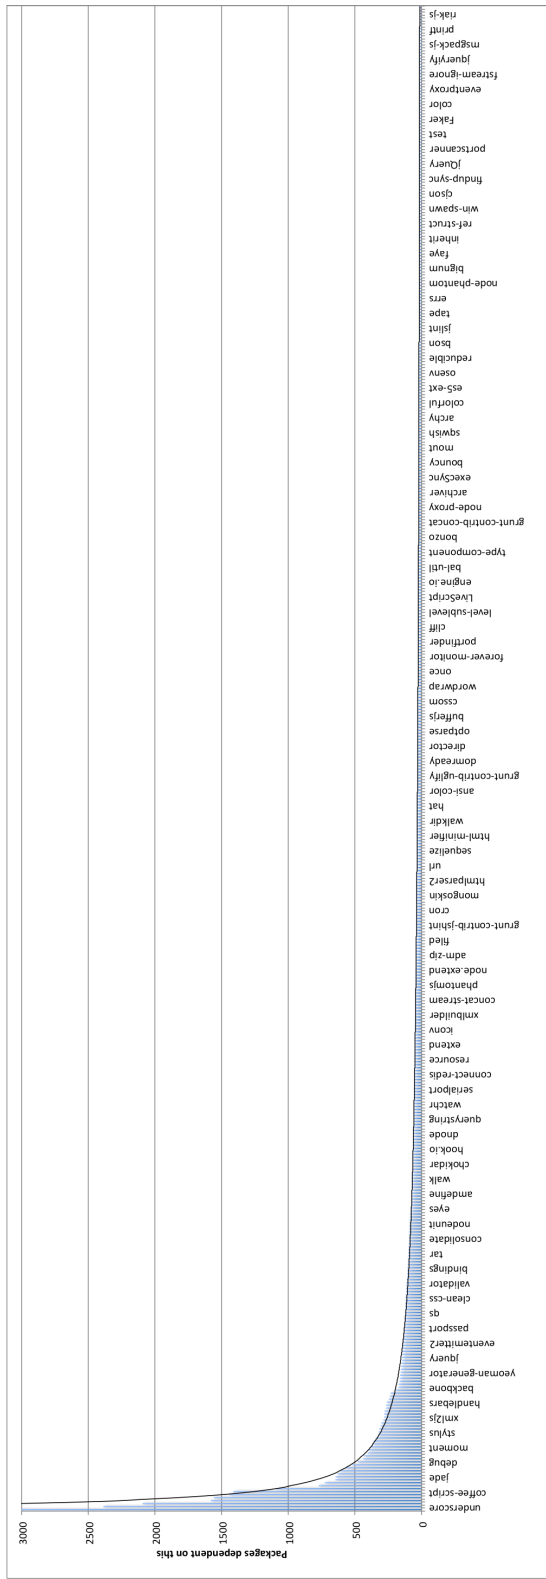 Packages dependent on this
3000
2500
2000
1500
1000
500
0
underscore
coffee-script
jade
debug
moment
stylus
xml2js
handlebars
backbone
yeoman-generator
jquery
eventemitter2
passport
qs
clean-css
validator
bindings
tar
consolidate
nodeunit
eyes
amdefine
walk
chokidar
hook.io
dnode
querystring
watchr
serialport
connect-redis
resource
extend
iconv
xmlbuilder
concat-stream
phantomjs
node.extend
adm-zip
filed
grunt-contrib-jshint
cron
mongoskin
htmlparser2
url
sequelize
html-minifier
walkdir
hat
ansi-color
grunt-contrib-uglify
domready
director
optparse
bufferjs
cssom
wordwrap
once
forever-monitor
portfinder
cliff
level-sublevel
LiveScript
engine.io
bal-util
type-component
bonzo
grunt-contrib-concat
node-proxy
archiver
execSync
bouncy
mout
sqwish
archy
colorful
es5-ext
osenv
reducible
bson
jslint
tape
errs
node-phantom
bignum
faye
inherit
ref-struct
win-spawn
cjson
findup-sync
jQuery
portscanner
test
Faker
color
eventproxy
fstream-ignore
jqueryify
msgpack-js
printf
riak-js